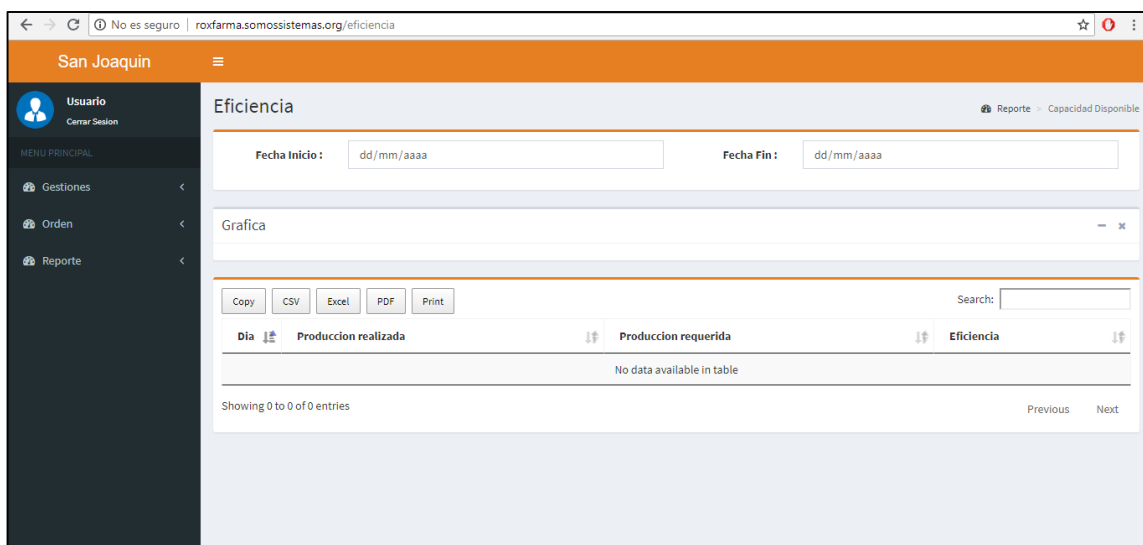 No es seguro | roxfarma.somossistemas.org/eficiencia
San Joaquin
Usuario
Cerrar Sesion
MENU PRINCIPAL
Gestiones
Orden
Reporte
Eficiencia
Reporte > Capacidad Disponible
Fecha Inicio : dd/mm/aaaa Fecha Fin : dd/mm/aaaa
Grafica
Copy CSV Excel PDF Print Search:
Dia Produccion realizada Produccion requerida Eficiencia
No data available in table
Showing 0 to 0 of 0 entries Previous Next